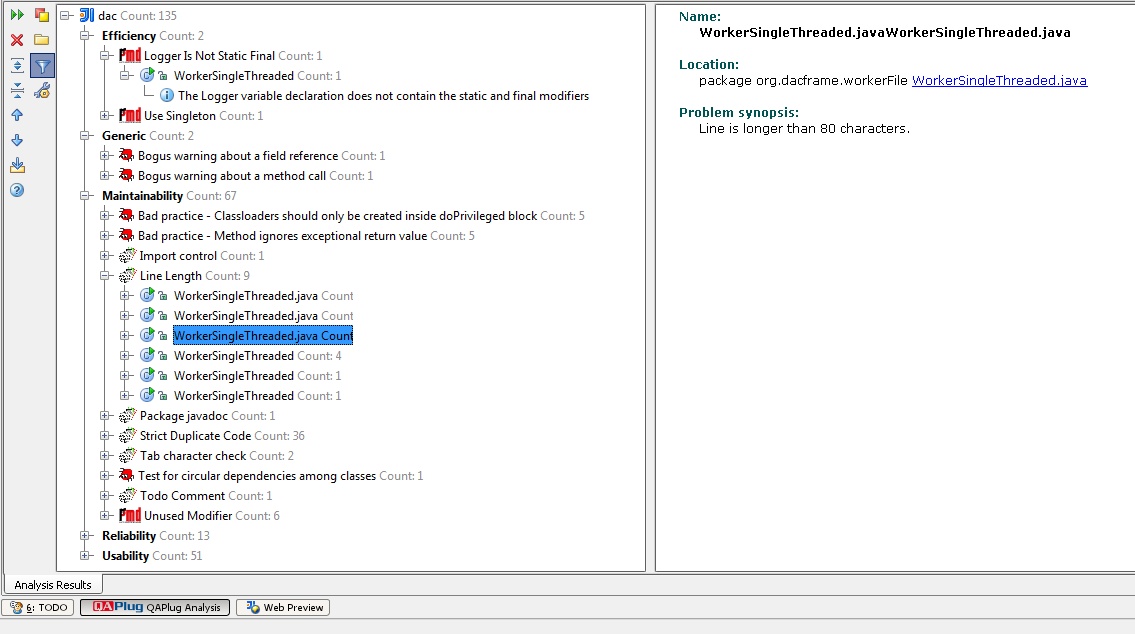 dac Count: 135
Efficiency Count: 2
Pmd Logger Is Not Static Final Count: 1
WorkerSingleThreaded Count: 1
The Logger variable declaration does not contain the static and final modifiers
Pmd Use Singleton Count: 1
Generic Count: 2
Bogus warning about a field reference Count: 1
Bogus warning about a method call Count: 1
Maintainability Count: 67
Bad practice - Classloaders should only be created inside doPrivileged block Count: 5
Bad practice - Method ignores exceptional return value Count: 5
Import control Count: 1
Line Length Count: 9
WorkerSingleThreaded.java Count
WorkerSingleThreaded.java Count
WorkerSingleThreaded.java Count
WorkerSingleThreaded Count: 4
WorkerSingleThreaded Count: 1
WorkerSingleThreaded Count: 1
Package javadoc Count: 1
Strict Duplicate Code Count: 36
Tab character check Count: 2
Test for circular dependencies among classes Count: 1
Todo Comment Count: 1
Pmd Unused Modifier Count: 6
Reliability Count: 13
Usability Count: 51
Name:
WorkerSingleThreaded.javaWorkerSingleThreaded.java
Location:
package org.dacframe.workerFile WorkerSingleThreaded.java
Problem synopsis:
Line is longer than 80 characters.
Analysis Results
6: TODO
QAPlug QAPlug Analysis
Web Preview